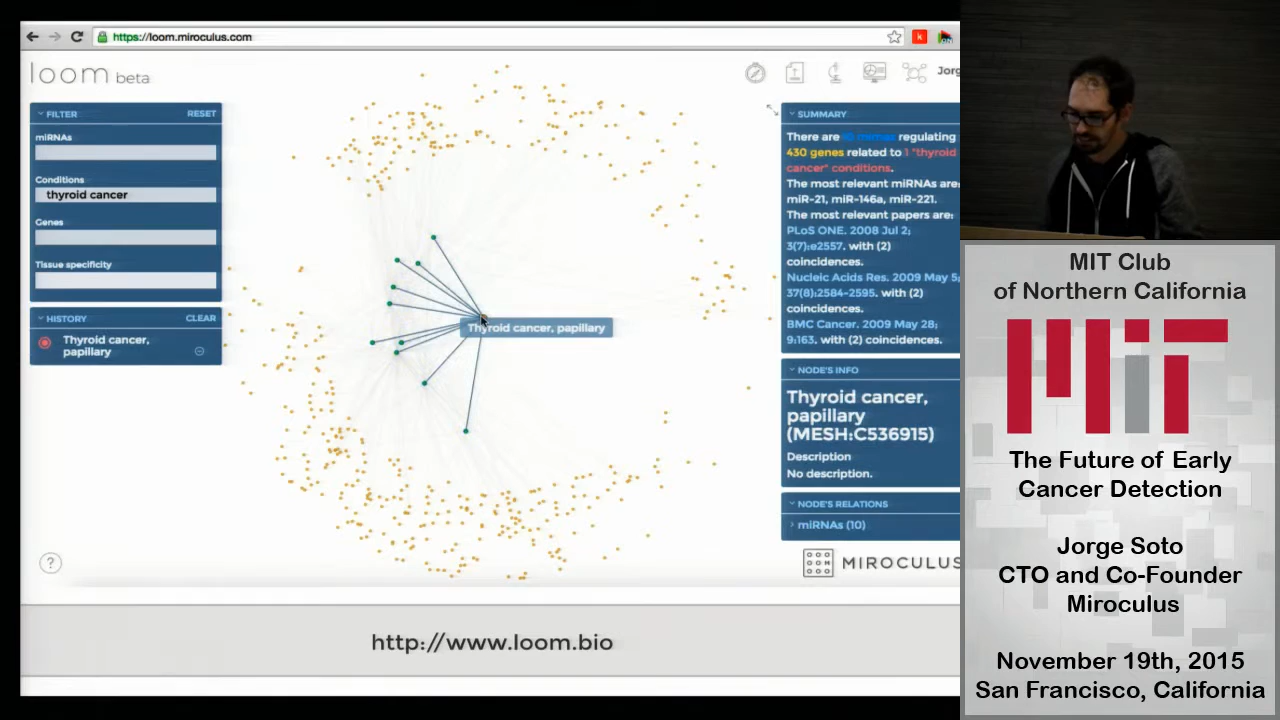 https://loom.miroculus.com
loom beta
Jorg
FILTER
RESET
miRNAs
Conditions
thyroid cancer
Genes
Tissue specificity
HISTORY
CLEAR
Thyroid cancer,
papillary
Thyroid cancer, papillary
SUMMARY
There are
regulating
430 genes related to 1 "thyroid
cancer" conditions.
The most relevant miRNAs are:
miR-21, miR-146a, miR-221.
The most relevant papers are:
PLoS ONE. 2008 Jul 2;
3(7):e2557. with (2)
coincidences.
Nucleic Acids Res. 2009 May 5;
37(8):2584-2595. with (2)
coincidences.
BMC Cancer. 2009 May 28;
9:163. with (2) coincidences.
NODE'S INFO
Thyroid cancer,
papillary
(MESH:C536915)
Description
No description.
NODE'S RELATIONS
miRNAs (10)
?
MIROCULUS
http://www.loom.bio
MIT Club
of Northern California
MIT
The Future of Early
Cancer Detection
Jorge Soto
CTO and Co-Founder
Miroculus
November 19th, 2015
San Francisco, California